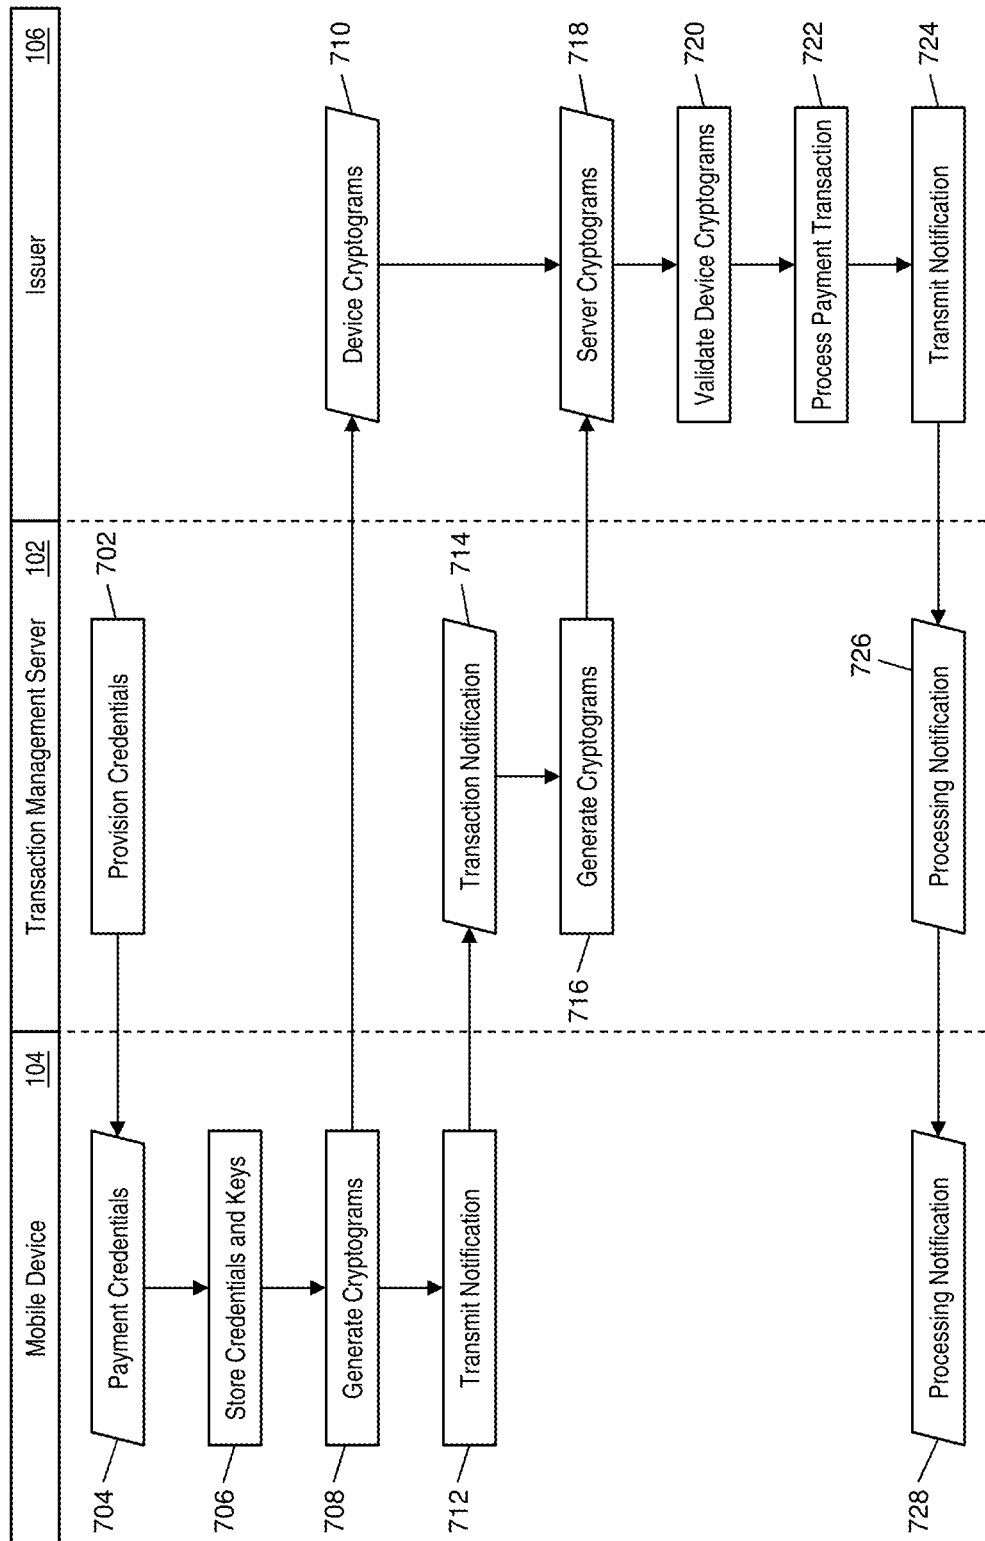 Mobile Device 104
Transaction Management Server 102
Issuer 106
Provision Credentials
702
704
Payment Credentials
706
Store Credentials and Keys
708
Generate Cryptograms
Device Cryptograms
710
712
Transmit Notification
Transaction Notification
714
716
Generate Cryptograms
Server Cryptograms
718
Validate Device Cryptograms
720
Process Payment Transaction
722
Transmit Notification
724
Processing Notification
726
Processing Notification
728